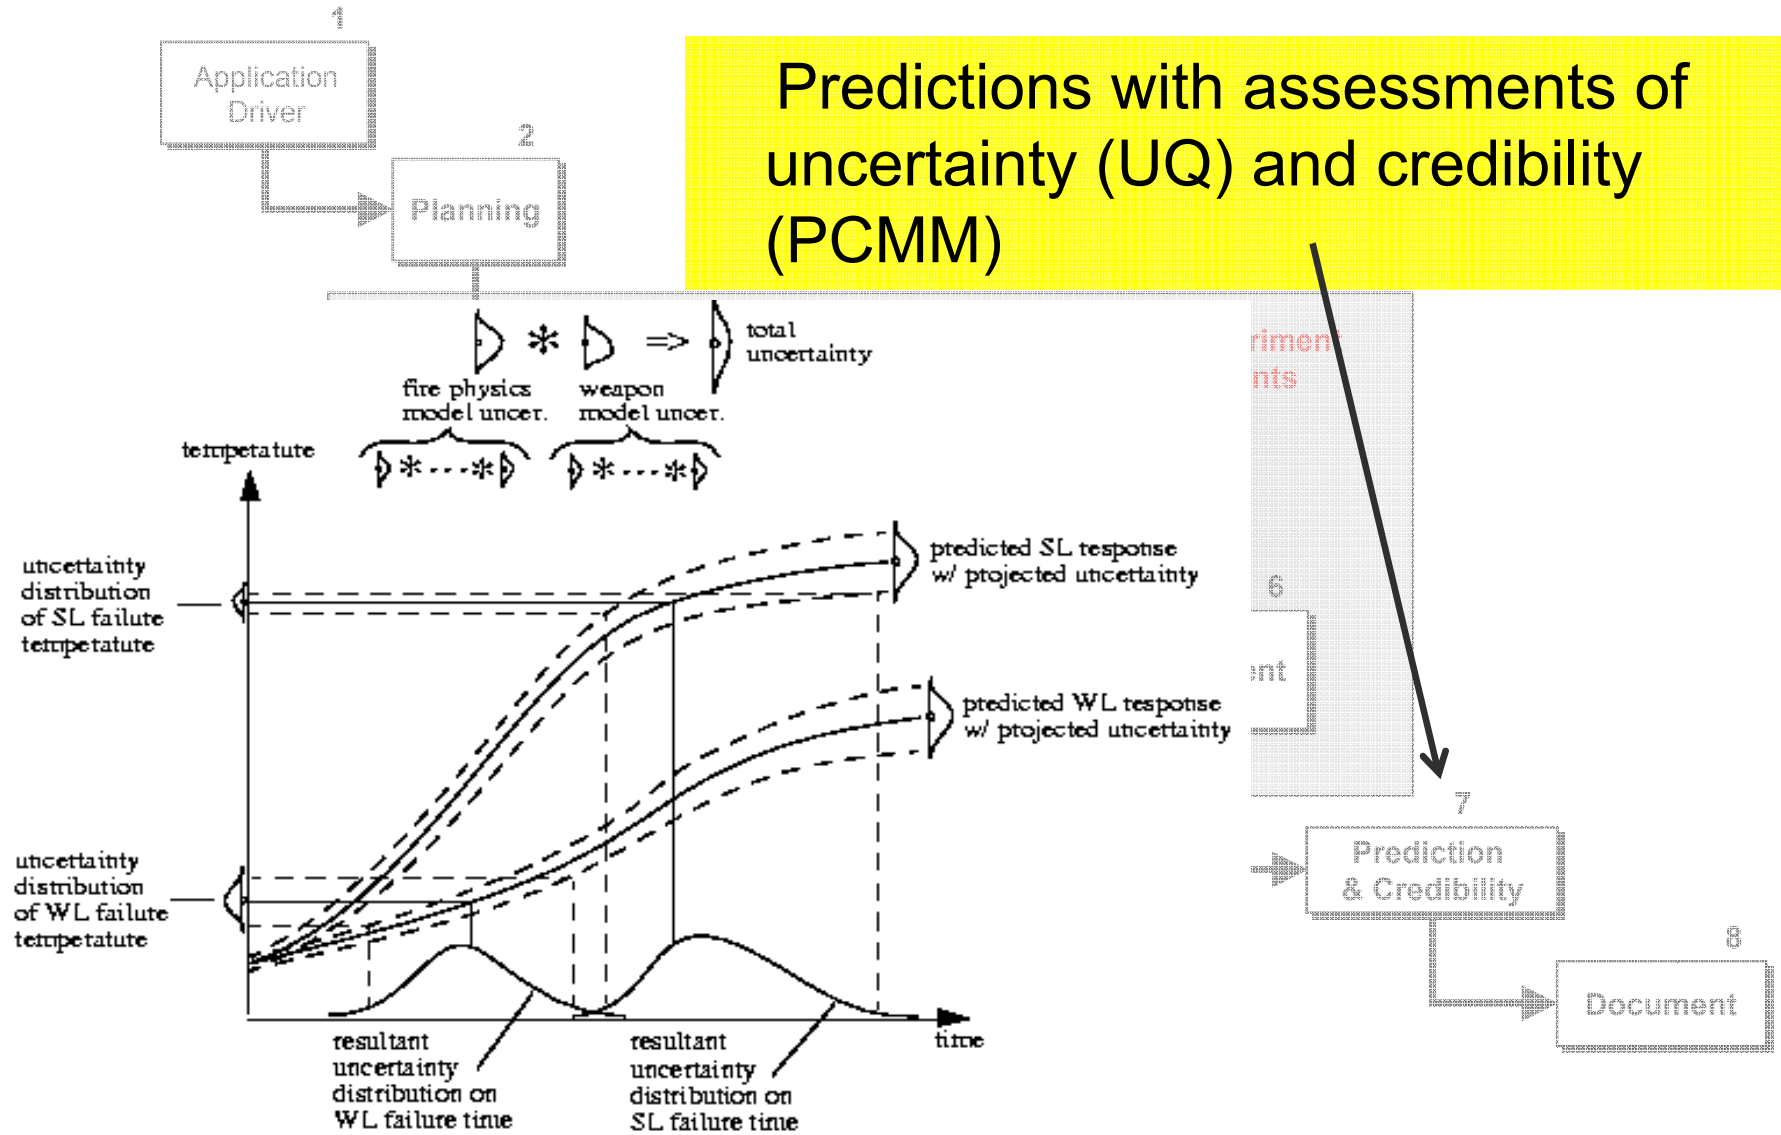 1
Application
Driver
2
Planning
Predictions with assessments of
uncertainty (UQ) and credibility
(PCMM)
* =>
total
uncertainty
fire physics
model uncer.
weapon
model uncer.
* - - - *
* - - - *
temperature
uncertainty
distribution
of SL failure
temperature
predicted SL response
w/ projected uncertainty
predicted WL response
w/ projected uncertainty
uncertainty
distribution
of WL failure
temperature
time
resultant
uncertainty
distribution on
WL failure time
resultant
uncertainty
distribution on
SL failure time
riment
nts
6
nt
7
Prediction
& Credibility
8
Document